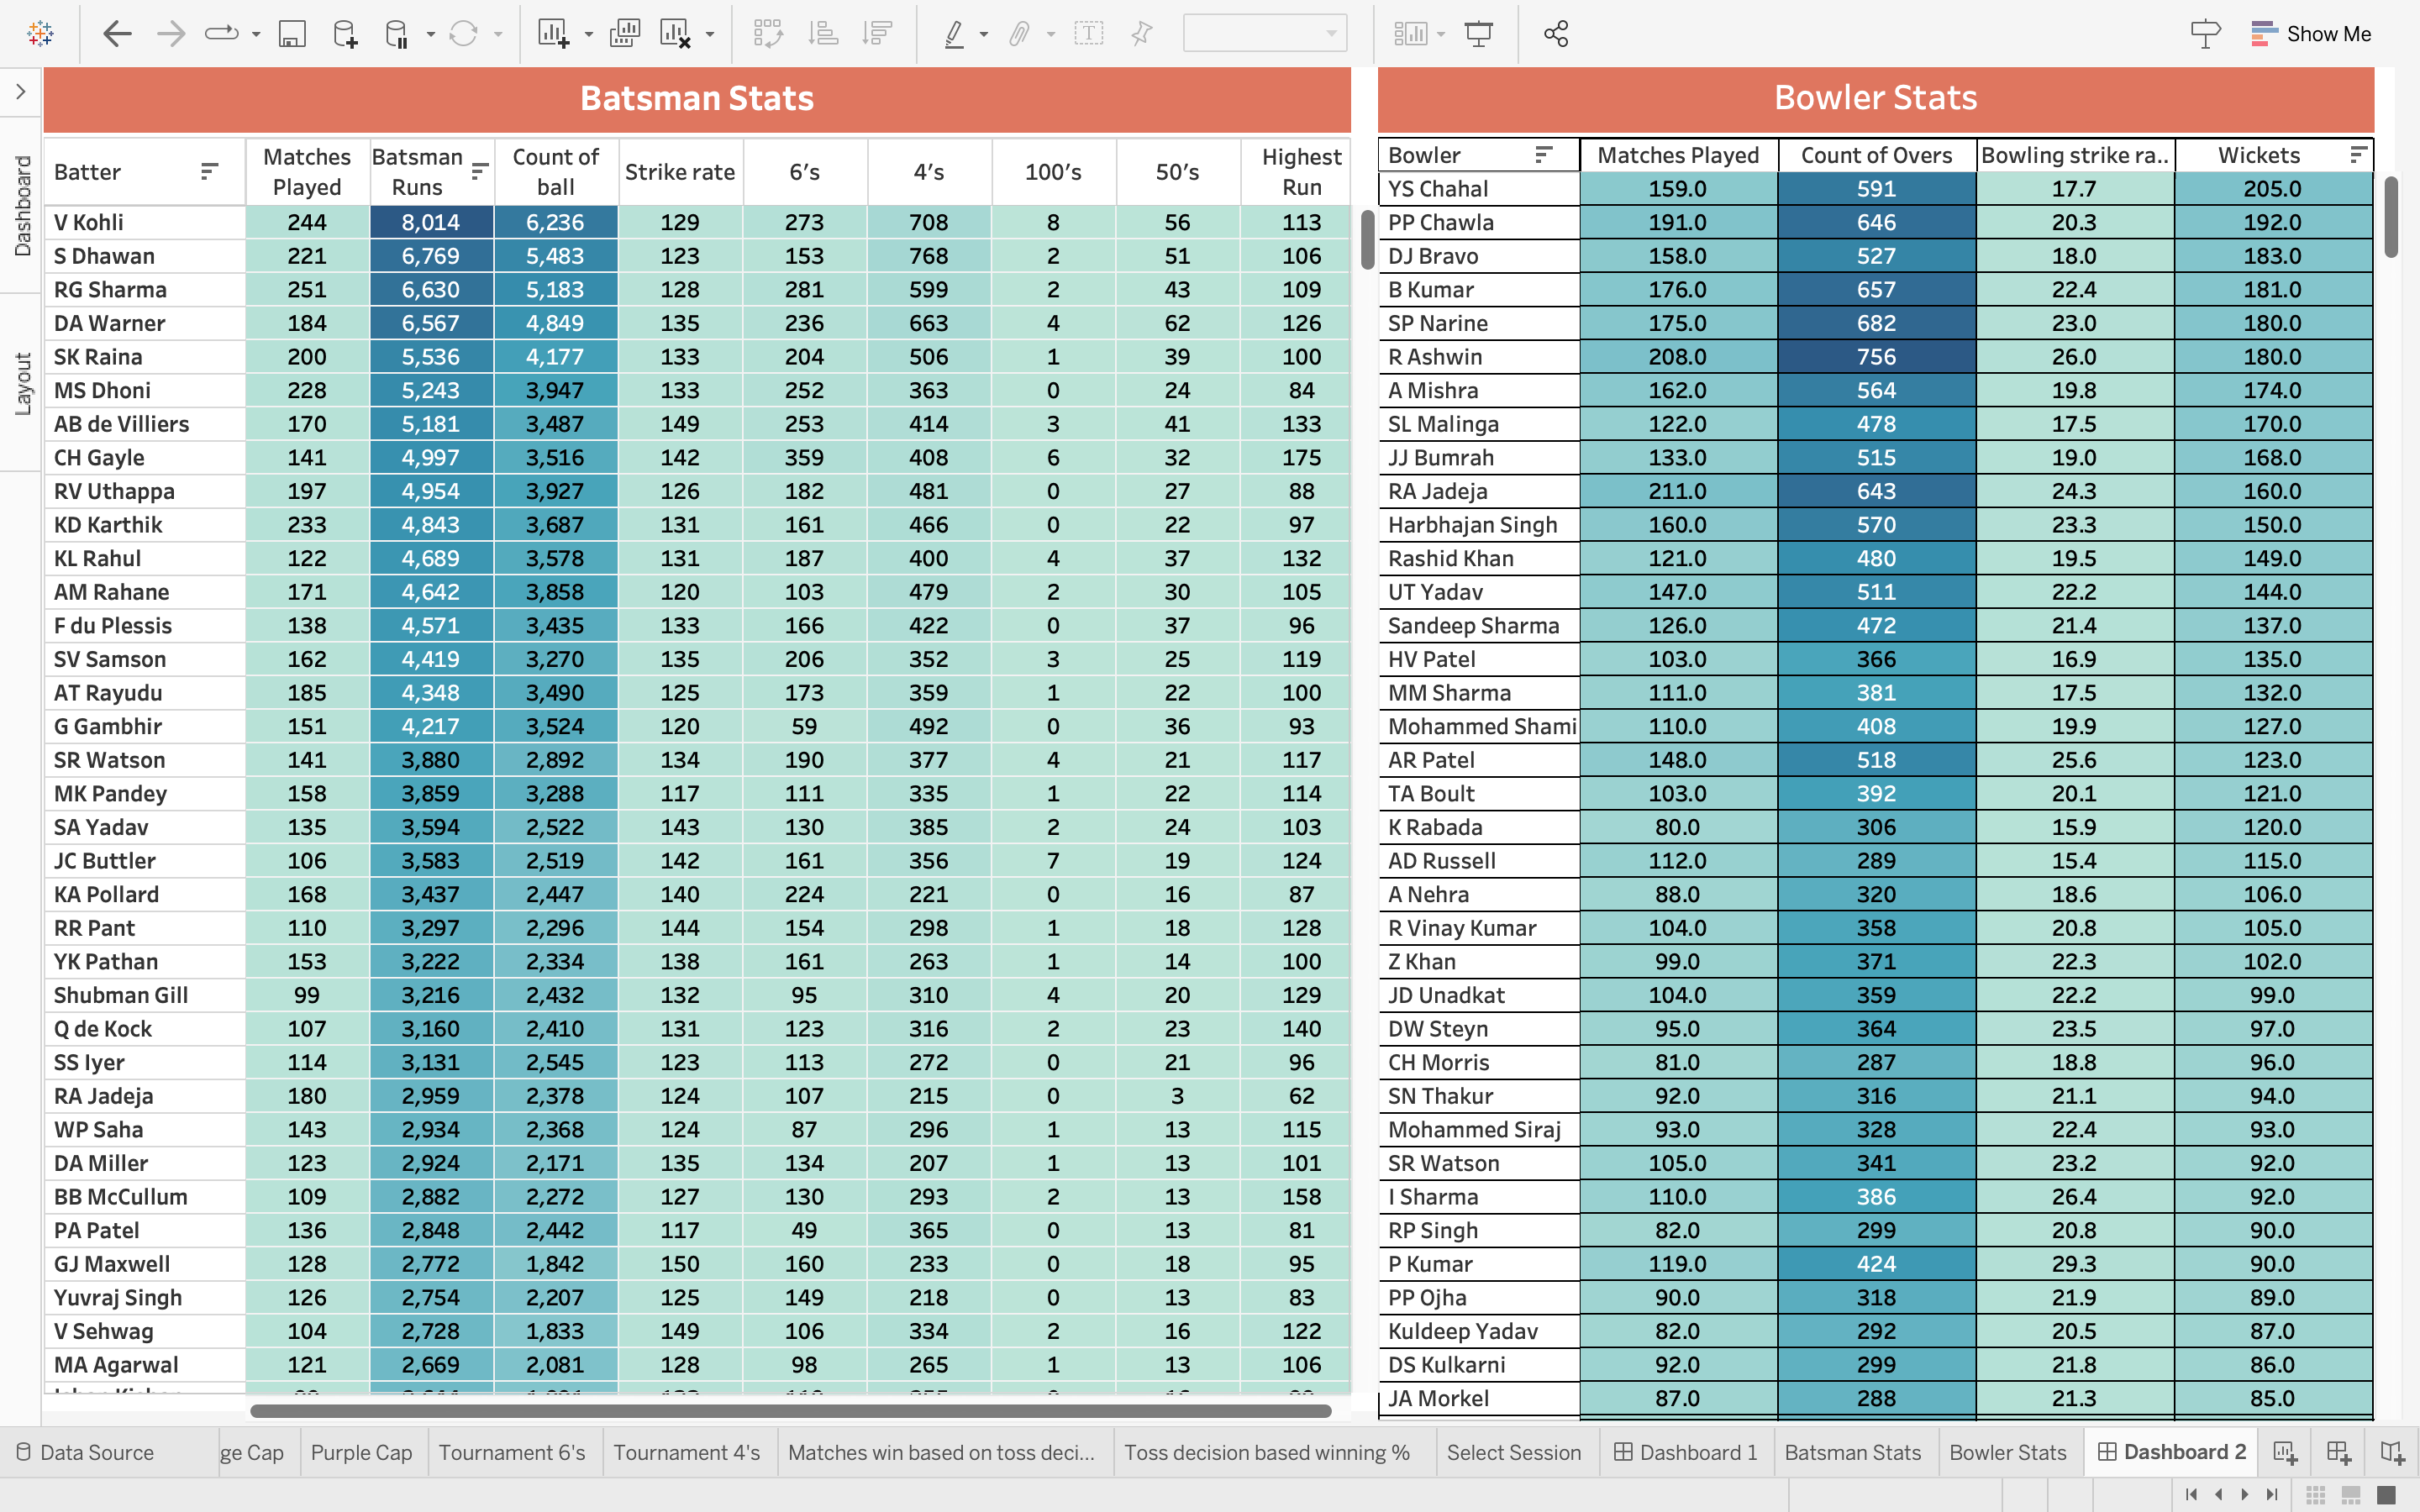 Show Me
Dashboard
Layout
Batsman Stats
Batter Matches Played Batsman Runs Count of ball Strike rate 6's 4's 100's 50's Highest Run
V Kohli 244 8,014 6,236 129 273 708 8 56 113
S Dhawan 221 6,769 5,483 123 153 768 2 51 106
RG Sharma 251 6,630 5,183 128 281 599 2 43 109
DA Warner 184 6,567 4,849 135 236 663 4 62 126
SK Raina 200 5,536 4,177 133 204 506 1 39 100
MS Dhoni 228 5,243 3,947 133 252 363 0 24 84
AB de Villiers 170 5,181 3,487 149 253 414 3 41 133
CH Gayle 141 4,997 3,516 142 359 408 6 32 175
RV Uthappa 197 4,954 3,927 126 182 481 0 27 88
KD Karthik 233 4,843 3,687 131 161 466 0 22 97
KL Rahul 122 4,689 3,578 131 187 400 4 37 132
AM Rahane 171 4,642 3,858 120 103 479 2 30 105
F du Plessis 138 4,571 3,435 133 166 422 0 37 96
SV Samson 162 4,419 3,270 135 206 352 3 25 119
AT Rayudu 185 4,348 3,490 125 173 359 1 22 100
G Gambhir 151 4,217 3,524 120 59 492 0 36 93
SR Watson 141 3,880 2,892 134 190 377 4 21 117
MK Pandey 158 3,859 3,288 117 111 335 1 22 114
SA Yadav 135 3,594 2,522 143 130 385 2 24 103
JC Buttler 106 3,583 2,519 142 161 356 7 19 124
KA Pollard 168 3,437 2,447 140 224 221 0 16 87
RR Pant 110 3,297 2,296 144 154 298 1 18 128
YK Pathan 153 3,222 2,334 138 161 263 1 14 100
Shubman Gill 99 3,216 2,432 132 95 310 4 20 129
Q de Kock 107 3,160 2,410 131 123 316 2 23 140
SS Iyer 114 3,131 2,545 123 113 272 0 21 96
RA Jadeja 180 2,959 2,378 124 107 215 0 3 62
WP Saha 143 2,934 2,368 124 87 296 1 13 115
DA Miller 123 2,924 2,171 135 134 207 1 13 101
BB McCullum 109 2,882 2,272 127 130 293 2 13 158
PA Patel 136 2,848 2,442 117 49 365 0 13 81
GJ Maxwell 128 2,772 1,842 150 160 233 0 18 95
Yuvraj Singh 126 2,754 2,207 125 149 218 0 13 83
V Sehwag 104 2,728 1,833 149 106 334 2 16 122
MA Agarwal 121 2,669 2,081 128 98 265 1 13 106
Bowler Stats
Bowler Matches Played Count of Overs Bowling strike ra.. Wickets
YS Chahal 159.0 591 17.7 205.0
PP Chawla 191.0 646 20.3 192.0
DJ Bravo 158.0 527 18.0 183.0
B Kumar 176.0 657 22.4 181.0
SP Narine 175.0 682 23.0 180.0
R Ashwin 208.0 756 26.0 180.0
A Mishra 162.0 564 19.8 174.0
SL Malinga 122.0 478 17.5 170.0
JJ Bumrah 133.0 515 19.0 168.0
RA Jadeja 211.0 643 24.3 160.0
Harbhajan Singh 160.0 570 23.3 150.0
Rashid Khan 121.0 480 19.5 149.0
UT Yadav 147.0 511 22.2 144.0
Sandeep Sharma 126.0 472 21.4 137.0
HV Patel 103.0 366 16.9 135.0
MM Sharma 111.0 381 17.5 132.0
Mohammed Shami 110.0 408 19.9 127.0
AR Patel 148.0 518 25.6 123.0
TA Boult 103.0 392 20.1 121.0
K Rabada 80.0 306 15.9 120.0
AD Russell 112.0 289 15.4 115.0
A Nehra 88.0 320 18.6 106.0
R Vinay Kumar 104.0 358 20.8 105.0
Z Khan 99.0 371 22.3 102.0
JD Unadkat 104.0 359 22.2 99.0
DW Steyn 95.0 364 23.5 97.0
CH Morris 81.0 287 18.8 96.0
SN Thakur 92.0 316 21.1 94.0
Mohammed Siraj 93.0 328 22.4 93.0
SR Watson 105.0 341 23.2 92.0
I Sharma 110.0 386 26.4 92.0
RP Singh 82.0 299 20.8 90.0
P Kumar 119.0 424 29.3 90.0
PP Ojha 90.0 318 21.9 89.0
Kuldeep Yadav 82.0 292 20.5 87.0
DS Kulkarni 92.0 299 21.8 86.0
JA Morkel 87.0 288 21.3 85.0
Data Source ge Cap Purple Cap Tournament 6's Tournament 4's Matches win based on toss deci... Toss decision based winning % Select Session Dashboard 1 Batsman Stats Bowler Stats Dashboard 2